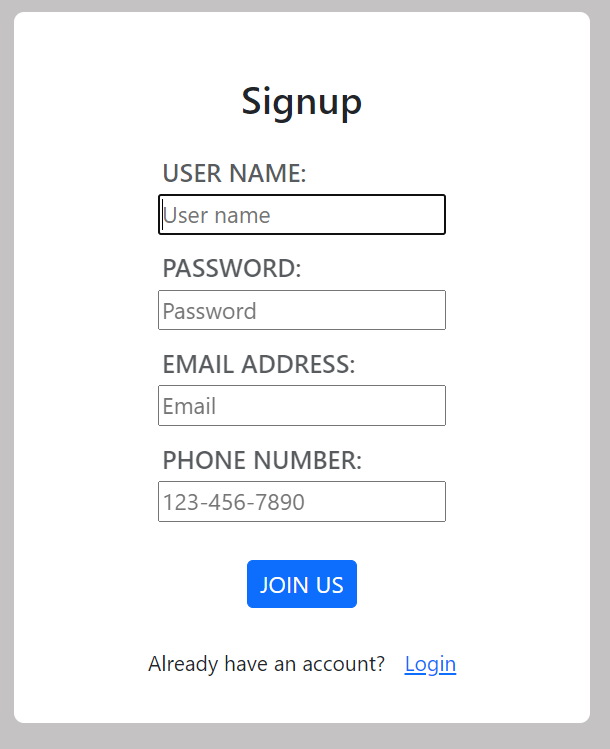 Signup
USER NAME:
User name
PASSWORD:
Password
EMAIL ADDRESS:
Email
PHONE NUMBER:
123-456-7890
JOIN US
Already have an account? Login